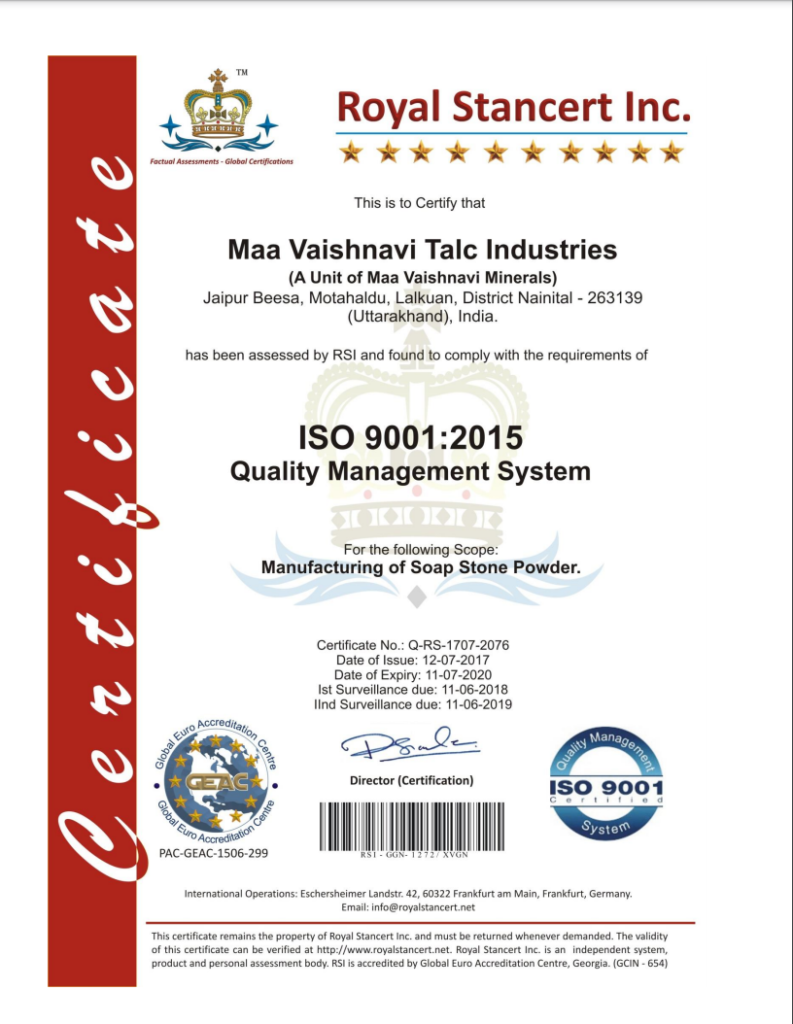 Certificate
TM
Factual Assessments - Global Certifications
Royal Stancert Inc.
This is to Certify that
Maa Vaishnavi Talc Industries
(A Unit of Maa Vaishnavi Minerals)
Jaipur Beesa, Motahaldu, Lalkuan, District Nainital - 263139
(Uttarakhand), India.
has been assessed by RSI and found to comply with the requirements of
ISO 9001:2015
Quality Management System
For the following Scope:
Manufacturing of Soap Stone Powder.
Certificate No.: Q-RS-1707-2076
Date of Issue: 12-07-2017
Date of Expiry: 11-07-2020
Ist Surveillance due: 11-06-2018
IInd Surveillance due: 11-06-2019
Director (Certification)
Global Euro Accreditation Centre
GEAC
Global Euro Accreditation Centre
PAC-GEAC-1506-299
RSI - GGN- 1272/ XVGN
Quality Management
ISO 9001
Certified
System
International Operations: Eschersheimer Landstr. 42, 60322 Frankfurt am Main, Frankfurt, Germany.
Email: info@royalstancert.net
This certificate remains the property of Royal Stancert Inc. and must be returned whenever demanded. The validity
of this certificate can be verified at http://www.royalstancert.net. Royal Stancert Inc. is an independent system,
product and personal assessment body. RSI is accredited by Global Euro Accreditation Centre, Georgia. (GCIN - 654)